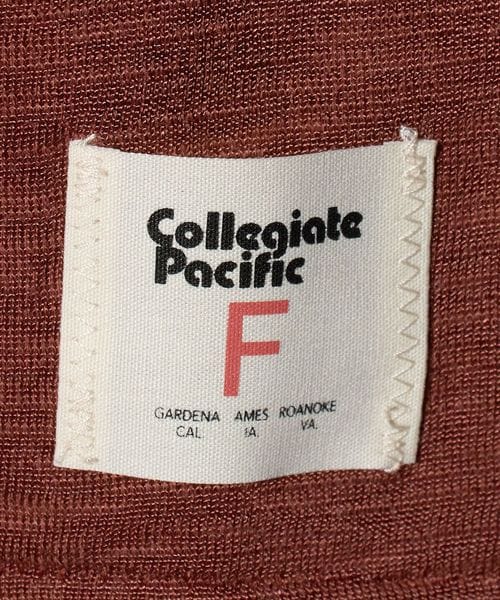 Collegiate
Pacific
F
GARDENA AMES ROANOKE
CAL IA. VA.